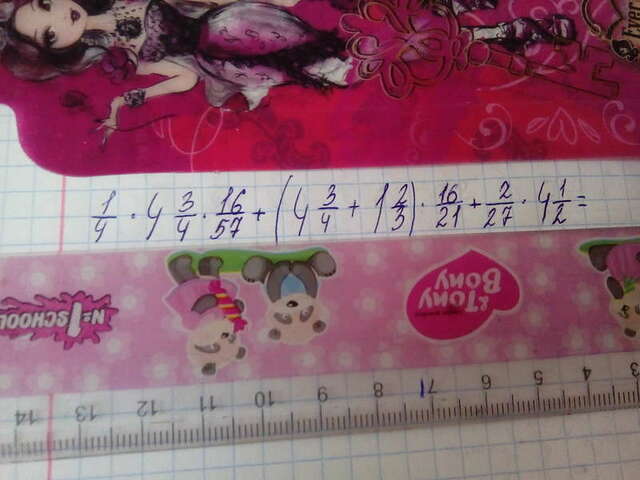 1/4 · 4 3/4 · 16/57 + (4 3/4 + 1 2/3) · 16/21 + 2/27 · 4 1/2 =
№1 SCHOOL
&Tony Bony
14 13 12 11 10 9 8 7 6 5 4 3